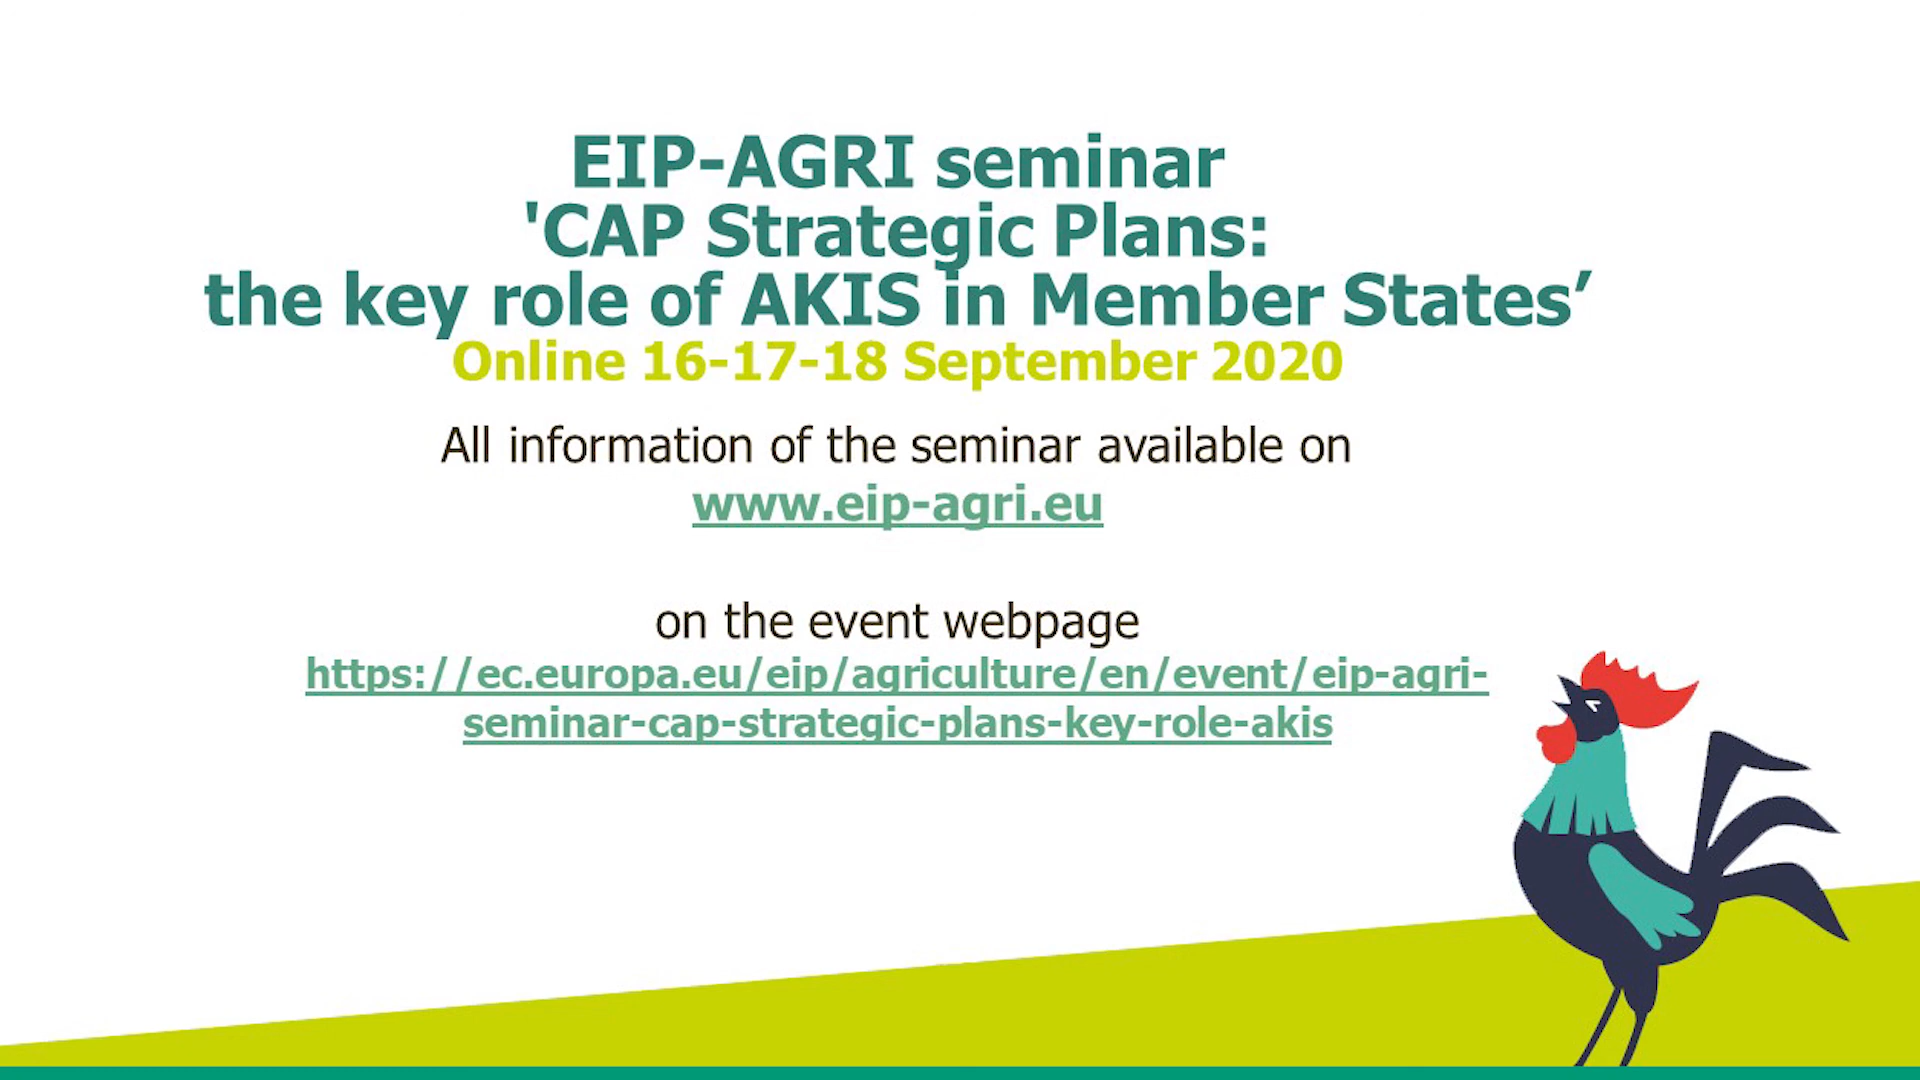 EIP-AGRI seminar
'CAP Strategic Plans:
the key role of AKIS in Member States’
Online 16-17-18 September 2020
All information of the seminar available on
www.eip-agri.eu
on the event webpage
https://ec.europa.eu/eip/agriculture/en/event/eip-agri-
seminar-cap-strategic-plans-key-role-akis